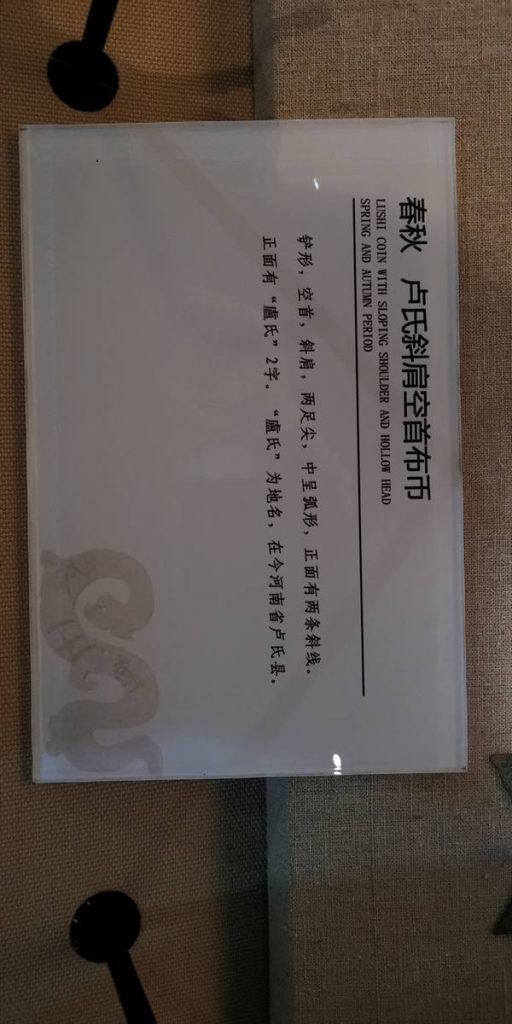 春秋 卢氏斜肩空首布币
LUSHI COIN WITH SLOPING SHOULDER AND HOLLOW HEAD
SPRING AND AUTUMN PERIOD
铲形，空首，斜肩，两足尖，中呈弧形，正面有两条斜线。
正面有“盧氏”2字。“盧氏”为地名，在今河南省卢氏县。